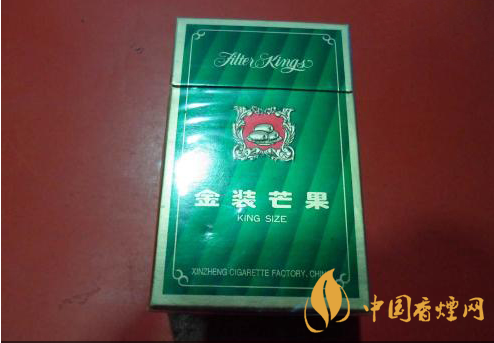 Filter Kings
金装芒果
KING SIZE
XINZHENG CIGARETTE FACTORY, CHINA
中国香烟网